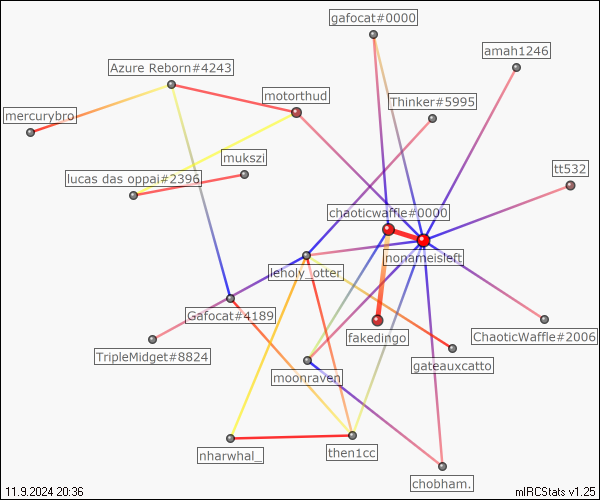 gafocat#0000
amah1246
Azure Reborn#4243
motorthud
Thinker#5995
mercurybro
mukszi
lucas das oppai#2396
tt532
chaoticwaffle#0000
nonameisleft
leholy_otter
Gafocat#4189
fakedingo
ChaoticWaffle#2006
TripleMidget#8824
gateauxcatto
moonraven
nharwhal_
then1cc
chobham.
11.9.2024 20:36
mIRCStats v1.25